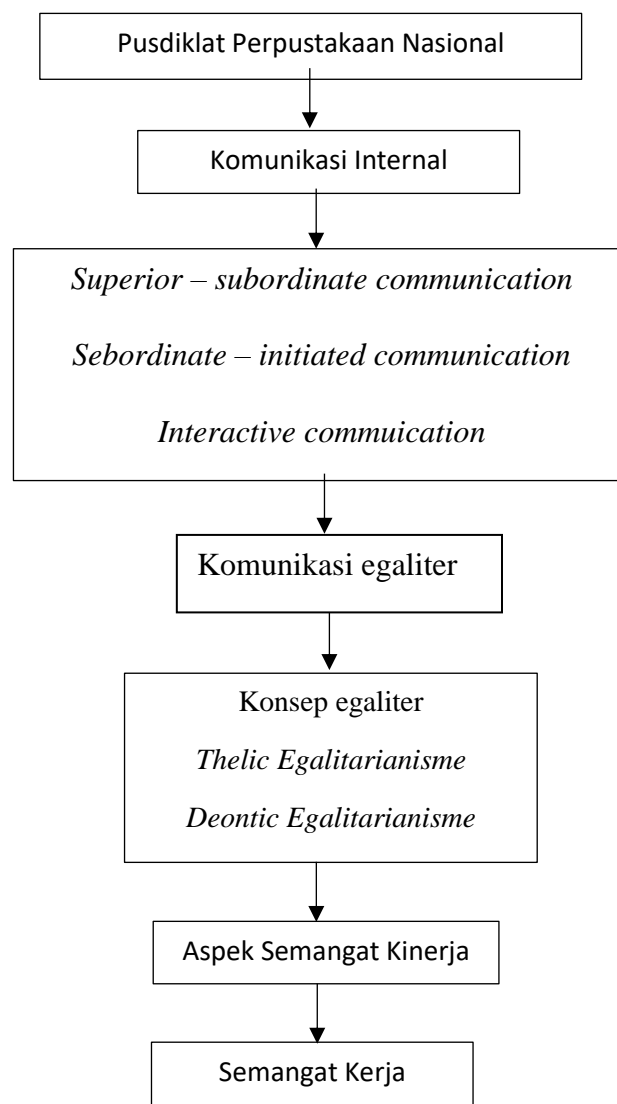 Pusdiklat Perpustakaan Nasional
Komunikasi Internal
Superior – subordinate communication
Sebordinate – initiated communication
Interactive commuication
Komunikasi egaliter
Konsep egaliter
Thelic Egalitarianisme
Deontic Egalitarianisme
Aspek Semangat Kinerja
Semangat Kerja